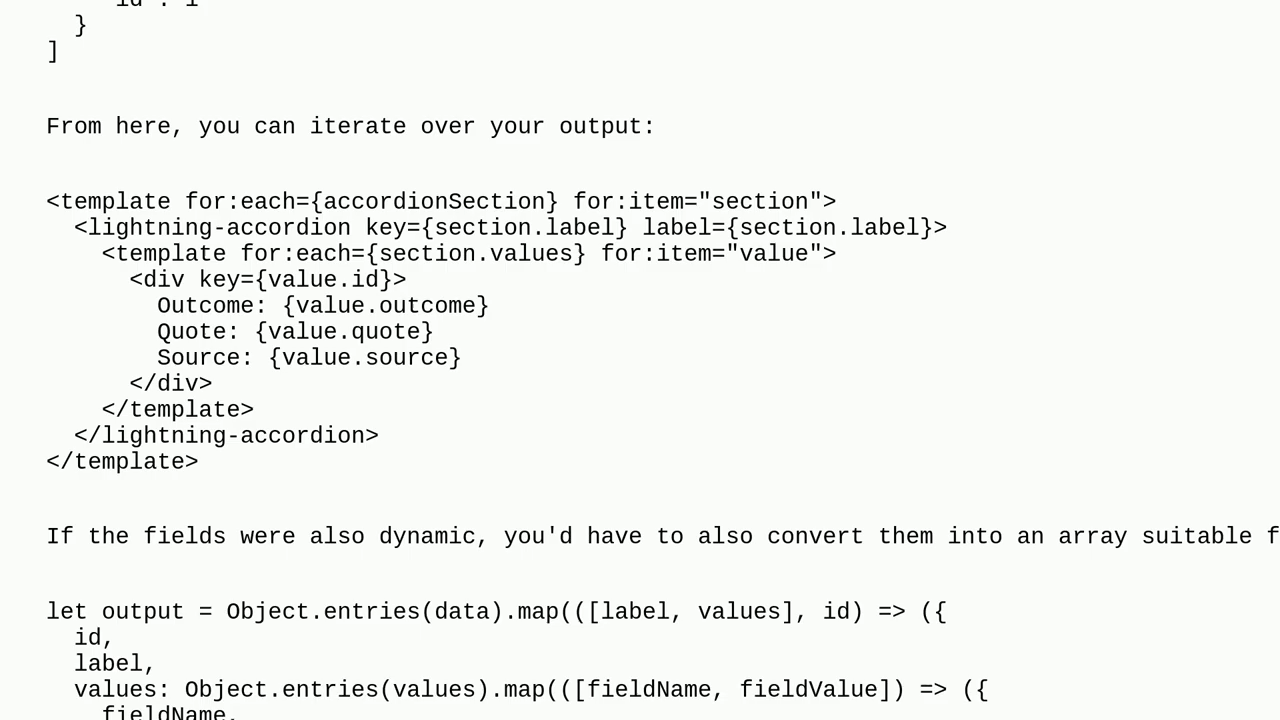 id : 1
}
]
From here, you can iterate over your output:
<template for:each={accordionSection} for:item="section">
<lightning-accordion key={section.label} label={section.label}>
<template for:each={section.values} for:item="value">
<div key={value.id}>
Outcome: {value.outcome}
Quote: {value.quote}
Source: {value.source}
</div>
</template>
</lightning-accordion>
</template>
If the fields were also dynamic, you'd have to also convert them into an array suitable f
let output = Object.entries(data).map(([label, values], id) => ({
id,
label,
values: Object.entries(values).map(([fieldName, fieldValue]) => ({
fieldName,